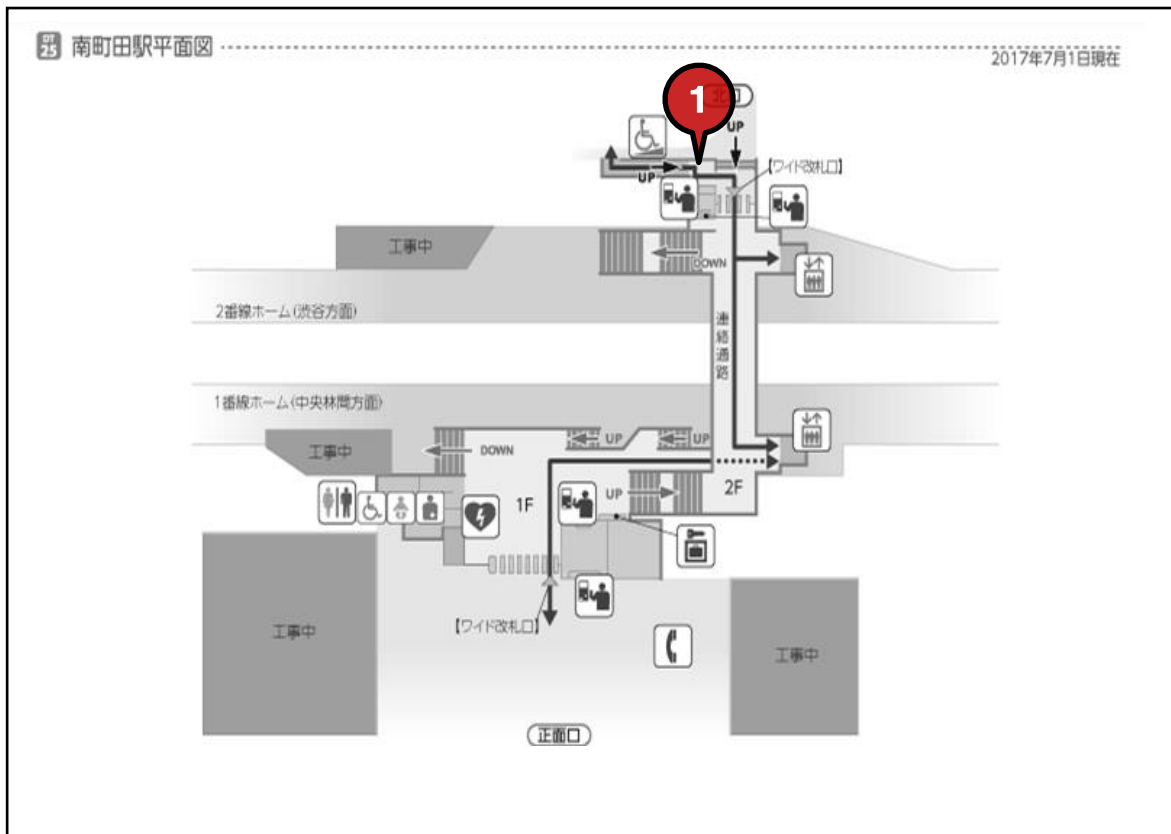 DT
25
南町田駅平面図
2017年7月1日現在
1
UP
UP
【ワイド改札口】
工事中
DOWN
2番線ホーム(渋谷方面)
連絡通路
1番線ホーム(中央林間方面)
工事中
DOWN
UP
UP
1F
UP
2F
【ワイド改札口】
工事中
工事中
正面口